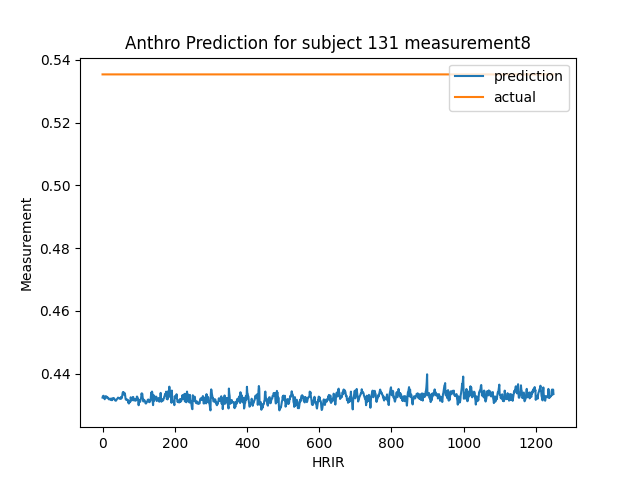 Anthro Prediction for subject 131 measurement8
prediction
actual
0.54
0.52
0.50
0.48
0.46
0.44
Measurement
0
200
400
600
800
1000
1200
HRIR